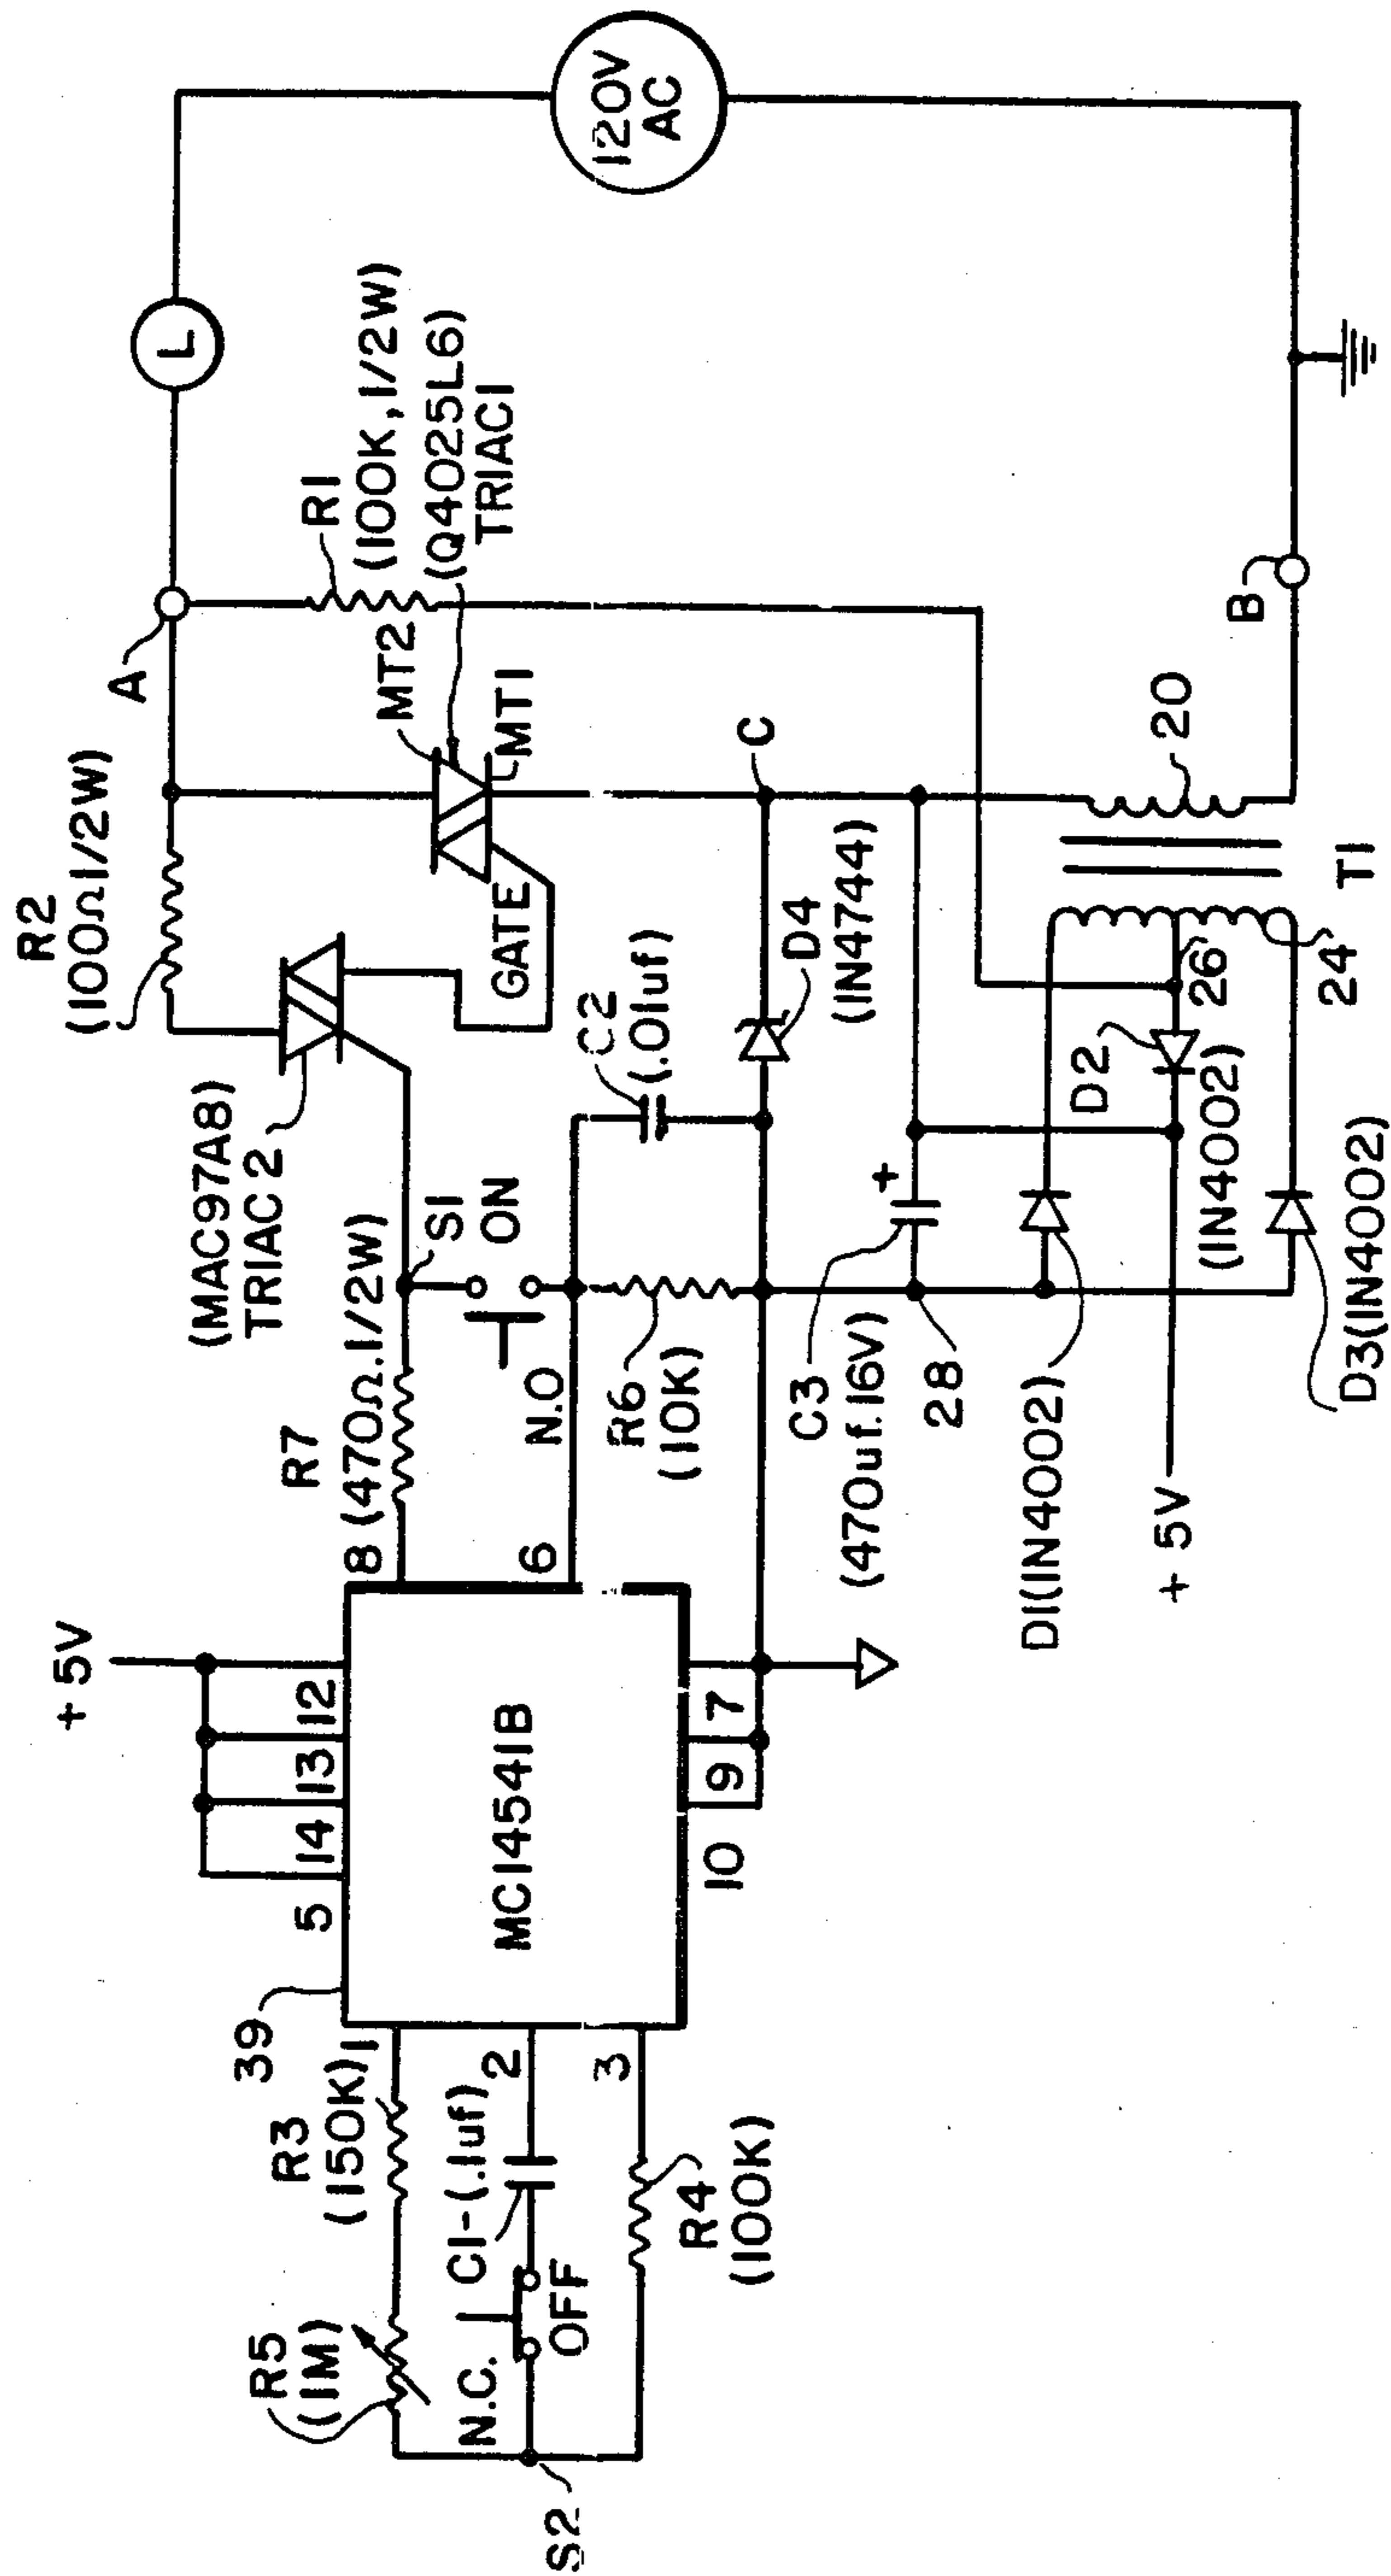 +5V
39
5
14
13
12
R3
(150K)
1
R5
(1M)
2
C1-(.1uf)
N.C.
OFF
S2
3
R4
(100K)
MC14541B
10
9
7
8
R7
(470Ω.1/2W)
6
N.O
S1
ON
R6
(10K)
C2
(.01uf)
(MAC97A8)
TRIAC 2
R2
(100Ω1/2W)
GATE
MT2
MT1
A
R1
(100K,1/2W)
(Q4025L6)
TRIAC1
L
120V
AC
C
D4
(IN4744)
C3
(470uf.16V)
+
28
D1(IN4002)
D2
(IN4002)
+5V
D3(IN4002)
26
24
T1
20
B